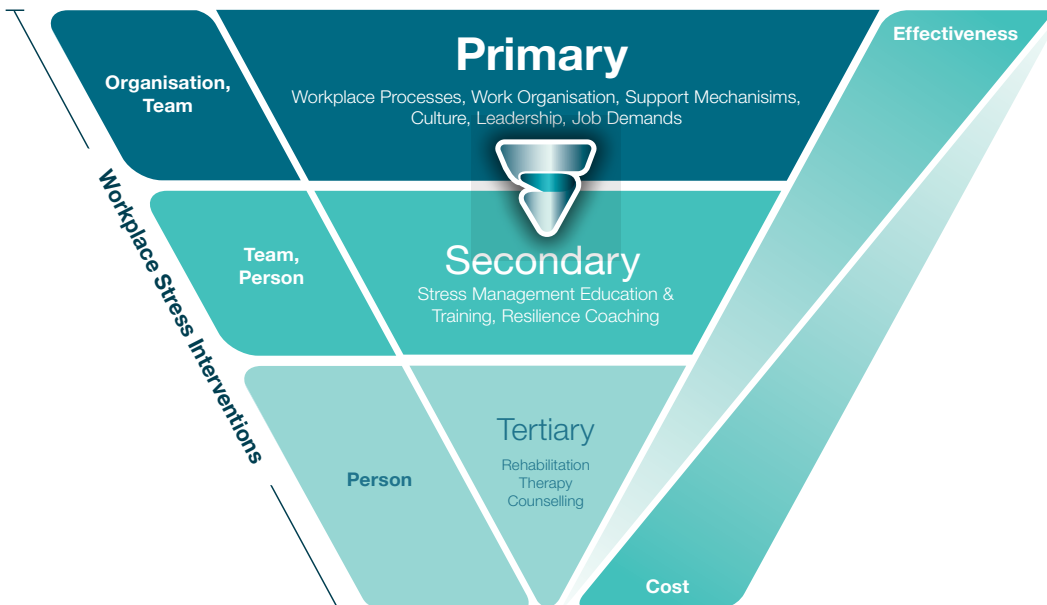 Primary
Workplace Processes, Work Organisation, Support Mechanisims,
Culture, Leadership, Job Demands
Organisation,
Team
Effectiveness
Secondary
Stress Management Education &
Training, Resilience Coaching
Team,
Person
Tertiary
Rehabilitation
Therapy
Counselling
Person
Cost
Workplace Stress Interventions